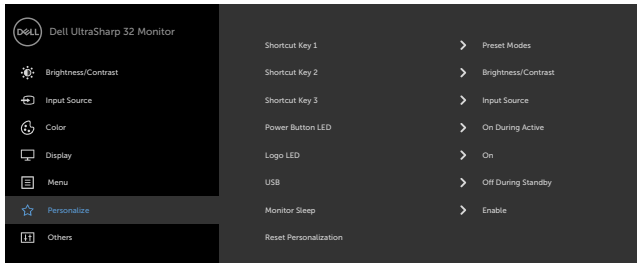 DELL Dell UltraSharp 32 Monitor
Brightness/Contrast
Input Source
Color
Display
Menu
Personalize
Others
Shortcut Key 1 Preset Modes
Shortcut Key 2 Brightness/Contrast
Shortcut Key 3 Input Source
Power Button LED On During Active
Logo LED On
USB Off During Standby
Monitor Sleep Enable
Reset Personalization